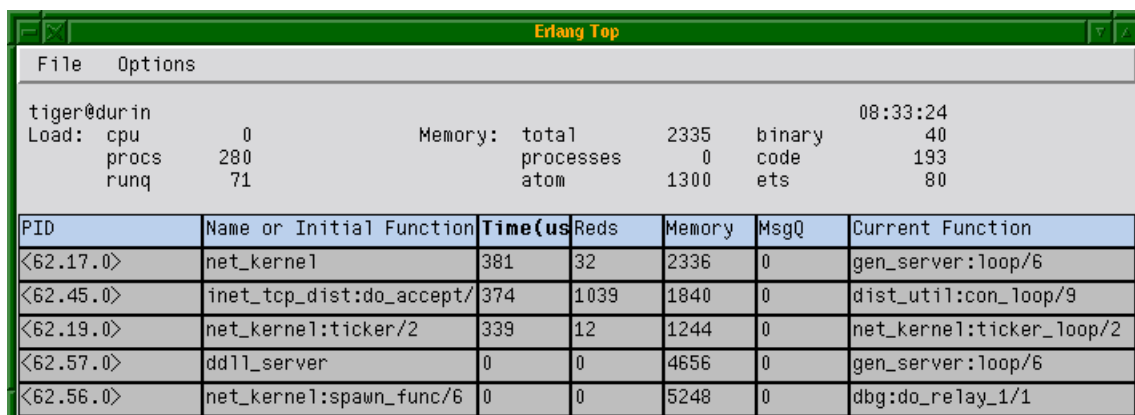 Erlang Top
File Options
tiger@durin 08:33:24
Load: cpu 0 Memory: total 2335 binary 40
procs 280 processes 0 code 193
runq 71 atom 1300 ets 80
PID Name or Initial Function Time(us Reds Memory MsgQ Current Function
<62.17.0> net_kernel 381 32 2336 0 gen_server:loop/6
<62.45.0> inet_tcp_dist:do_accept/ 374 1039 1840 0 dist_util:con_loop/9
<62.19.0> net_kernel:ticker/2 339 12 1244 0 net_kernel:ticker_loop/2
<62.57.0> ddll_server 0 0 4656 0 gen_server:loop/6
<62.56.0> net_kernel:spawn_func/6 0 0 5248 0 dbg:do_relay_1/1